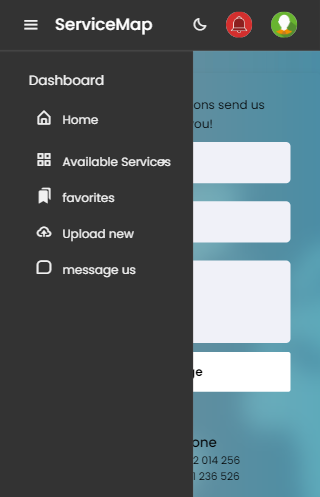 ServiceMap
Dashboard
Home
Available Services
favorites
Upload new
message us
ons send us
ou!
ge
one
2 014 256
236 526